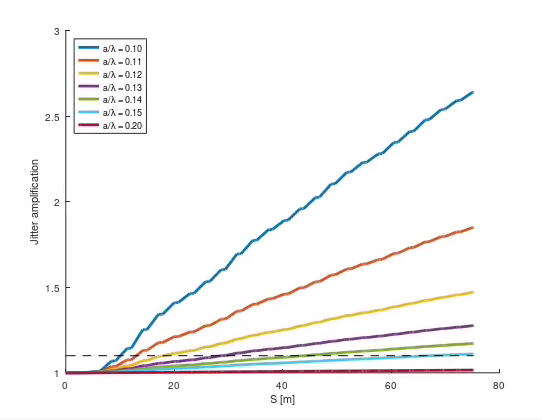 3
2.5
2
1.5
1
Jitter amplification
a/λ = 0.10
a/λ = 0.11
a/λ = 0.12
a/λ = 0.13
a/λ = 0.14
a/λ = 0.15
a/λ = 0.20
0 20 40 60 80
S [m]